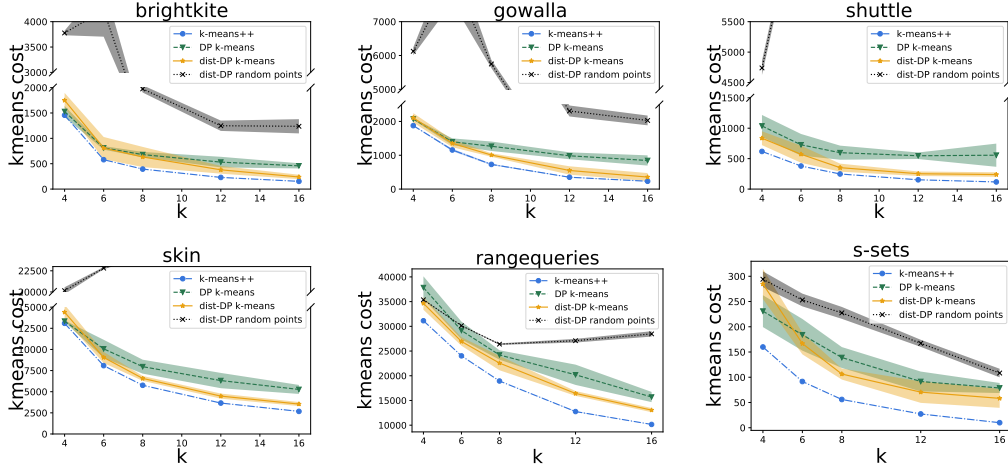 brightkite
kmeans cost
4000
3000
2000
1500
1000
500
0
4 6 8 10 12 14 16
k
k-means++
DP k-means
dist-DP k-means
dist-DP random points
gowalla
kmeans cost
7000
6000
5000
2000
1000
0
4 6 8 10 12 14 16
k
k-means++
DP k-means
dist-DP k-means
dist-DP random points
shuttle
kmeans cost
5500
5000
4500
1500
1000
500
0
4 6 8 10 12 14 16
k
k-means++
DP k-means
dist-DP k-means
dist-DP random points
skin
kmeans cost
22500
5000
2500
0
4 6 8 10 12 14 16
k
k-means++
DP k-means
dist-DP k-means
dist-DP random points
rangequeries
kmeans cost
40000
35000
30000
25000
20000
15000
10000
4 6 8 12 16
k
k-means++
DP k-means
dist-DP k-means
dist-DP random points
s-sets
kmeans cost
300
250
200
150
100
50
0
4 6 8 12 16
k
k-means++
DP k-means
dist-DP k-means
dist-DP random points